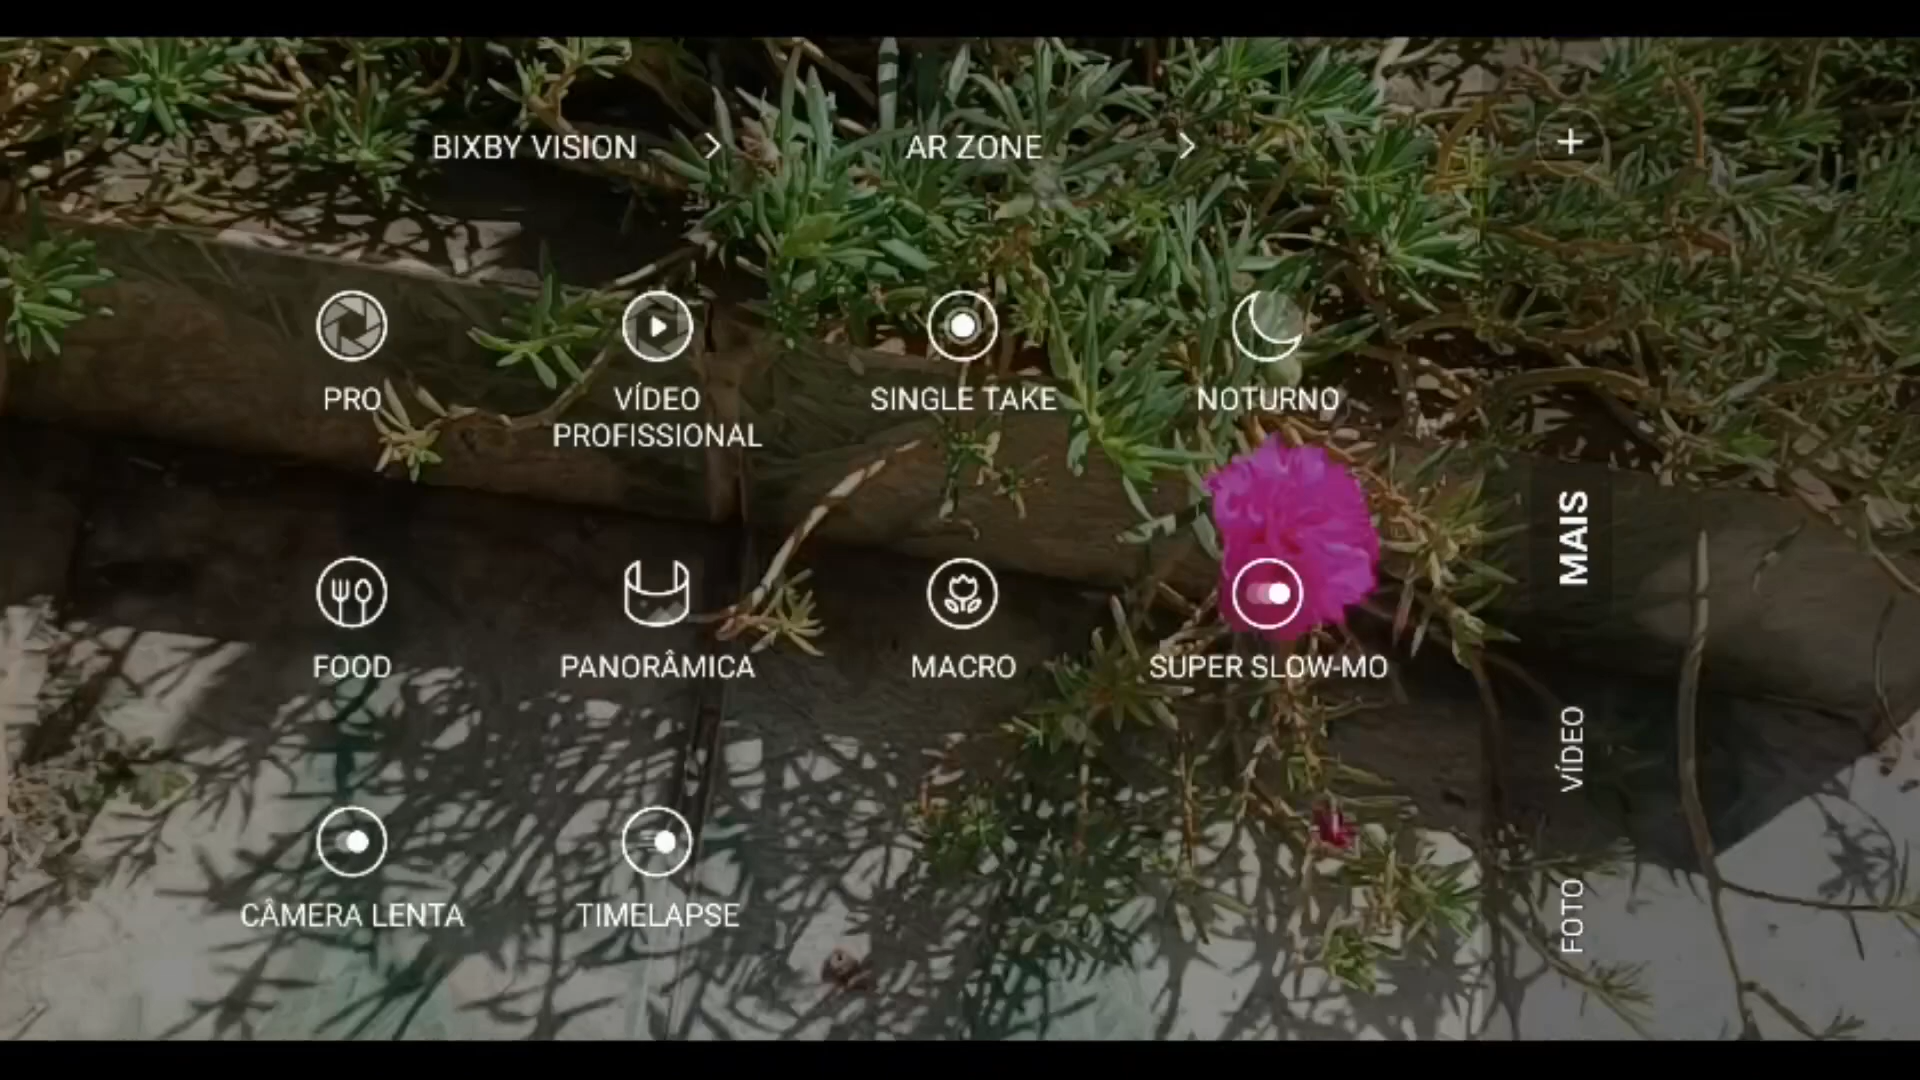 BIXBY VISION
AR ZONE
PRO
VÍDEO
PROFISSIONAL
SINGLE TAKE
NOTURNO
FOOD
PANORÂMICA
MACRO
SUPER SLOW-MO
CÂMERA LENTA
TIMELAPSE
MAIS
VÍDEO
FOTO